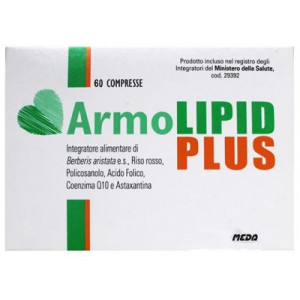 60 COMPRESSE
Prodotto incluso nel registro degli
Integratori del Ministero della Salute,
cod. 29392
ArmoLIPID
PLUS
Integratore alimentare di
Berberis aristata e.s., Riso rosso,
Policosanolo, Acido Folico,
Coenzima Q10 e Astaxantina
MEDA